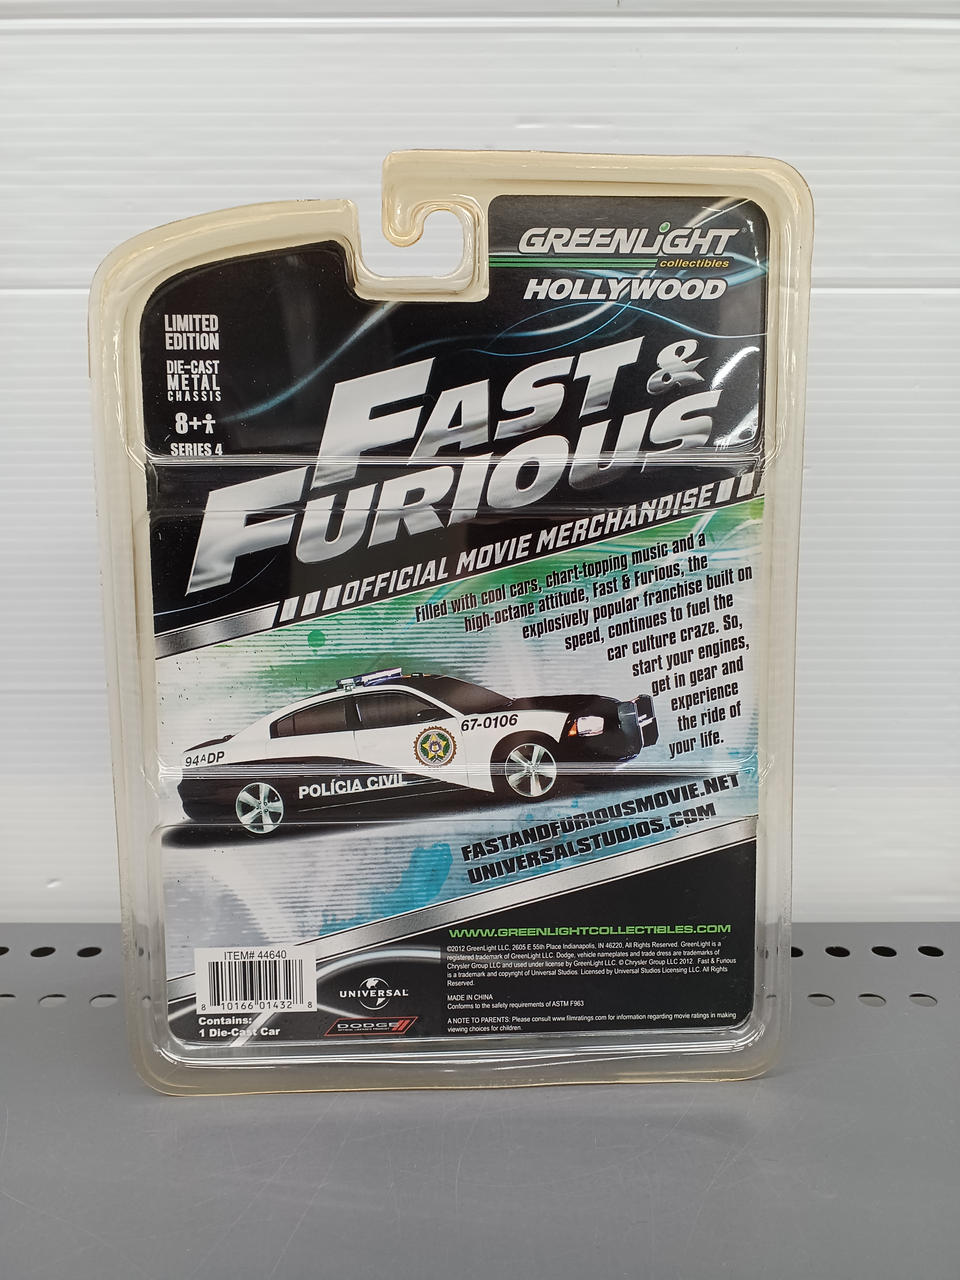 GREENLiGHT
collectibles
HOLLYWOOD
LIMITED
EDITION
DIE-CAST
METAL
CHASSIS
8+
SERIES 4
FAST &
FURIOUS
TM
OFFICIAL MOVIE MERCHANDISE
Filled with cool cars, chart-topping music and a
high-octane attitude, Fast & Furious, the
explosively popular franchise built on
speed, continues to fuel the
car culture craze. So,
start your engines,
get in gear and
experience
the ride of
your life.
67-0106
94ªDP
POLÍCIA CIVIL
FASTANDFURIOUSMOVIE.NET
UNIVERSALSTUDIOS.COM
WWW.GREENLIGHTCOLLECTIBLES.COM
©2012 GreenLight LLC, 2605 E 55th Place Indianapolis, IN 46220, All Rights Reserved. GreenLight is a
registered trademark of GreenLight LLC. Dodge, vehicle nameplates and trade dress are trademarks of
Chrysler Group LLC and used under license by GreenLight LLC. © Chrysler Group LLC 2012. Fast & Furious
is a trademark and copyright of Universal Studios. Licensed by Universal Studios Licensing LLC. All Rights
Reserved.
MADE IN CHINA
Conforms to the safety requirements of ASTM F963
A NOTE TO PARENTS: Please consult www.filmratings.com for information regarding movie ratings in making
viewing choices for children.
ITEM# 44640
8 10166 01432 8
Contains:
1 Die-Cast Car
UNIVERSAL
DODGE
OFFICIAL LICENSED PRODUCT